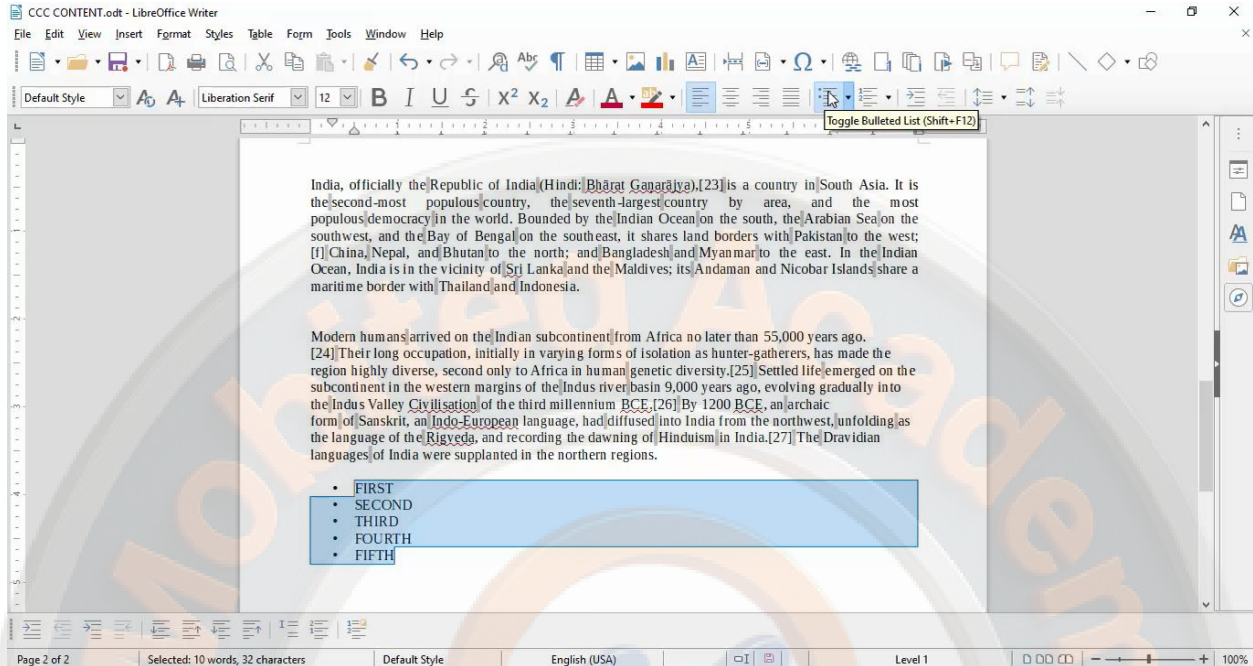 CCC CONTENT.odt - LibreOffice Writer
File Edit View Insert Format Styles Table Form Tools Window Help
Default Style Liberation Serif 12
Toggle Bulleted List (Shift+F12)
India, officially the Republic of India (Hindi: Bhārat Gaṇarājya),[23] is a country in South Asia. It is
the second-most populous country, the seventh-largest country by area, and the most
populous democracy in the world. Bounded by the Indian Ocean on the south, the Arabian Sea on the
southwest, and the Bay of Bengal on the southeast, it shares land borders with Pakistan to the west;
[f] China, Nepal, and Bhutan to the north; and Bangladesh and Myanmar to the east. In the Indian
Ocean, India is in the vicinity of Sri Lanka and the Maldives; its Andaman and Nicobar Islands share a
maritime border with Thailand and Indonesia.
Modern humans arrived on the Indian subcontinent from Africa no later than 55,000 years ago.
[24] Their long occupation, initially in varying forms of isolation as hunter-gatherers, has made the
region highly diverse, second only to Africa in human genetic diversity.[25] Settled life emerged on the
subcontinent in the western margins of the Indus river basin 9,000 years ago, evolving gradually into
the Indus Valley Civilisation of the third millennium BCE.[26] By 1200 BCE, an archaic
form of Sanskrit, an Indo-European language, had diffused into India from the northwest, unfolding as
the language of the Rigveda, and recording the dawning of Hinduism in India.[27] The Dravidian
languages of India were supplanted in the northern regions.
• FIRST
• SECOND
• THIRD
• FOURTH
• FIFTH
Page 2 of 2 Selected: 10 words, 32 characters Default Style English (USA) Level 1 100%
Mohited Academy